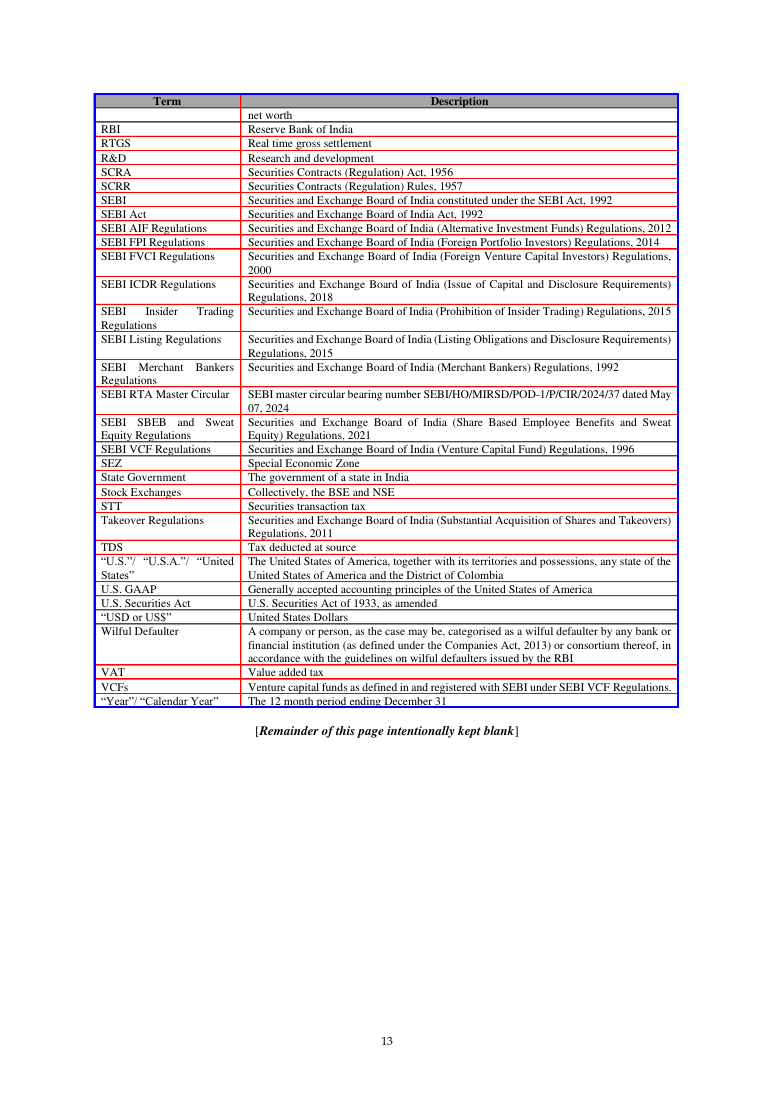 Term Description
net worth
RBI Reserve Bank of India
RTGS Real time gross settlement
R&D Research and development
SCRA Securities Contracts (Regulation) Act, 1956
SCRR Securities Contracts (Regulation) Rules, 1957
SEBI Securities and Exchange Board of India constituted under the SEBI Act, 1992
SEBI Act Securities and Exchange Board of India Act, 1992
SEBI AIF Regulations Securities and Exchange Board of India (Alternative Investment Funds) Regulations, 2012
SEBI FPI Regulations Securities and Exchange Board of India (Foreign Portfolio Investors) Regulations, 2014
SEBI FVCI Regulations Securities and Exchange Board of India (Foreign Venture Capital Investors) Regulations,
2000
SEBI ICDR Regulations Securities and Exchange Board of India (Issue of Capital and Disclosure Requirements)
Regulations, 2018
SEBI Insider Trading Securities and Exchange Board of India (Prohibition of Insider Trading) Regulations, 2015
Regulations
SEBI Listing Regulations Securities and Exchange Board of India (Listing Obligations and Disclosure Requirements)
Regulations, 2015
SEBI Merchant Bankers Securities and Exchange Board of India (Merchant Bankers) Regulations, 1992
Regulations
SEBI RTA Master Circular SEBI master circular bearing number SEBI/HO/MIRSD/POD-1/P/CIR/2024/37 dated May
07, 2024
SEBI SBEB and Sweat Securities and Exchange Board of India (Share Based Employee Benefits and Sweat
Equity Regulations Equity) Regulations, 2021
SEBI VCF Regulations Securities and Exchange Board of India (Venture Capital Fund) Regulations, 1996
SEZ Special Economic Zone
State Government The government of a state in India
Stock Exchanges Collectively, the BSE and NSE
STT Securities transaction tax
Takeover Regulations Securities and Exchange Board of India (Substantial Acquisition of Shares and Takeovers)
Regulations, 2011
TDS Tax deducted at source
“U.S.”/ “U.S.A.”/ “United The United States of America, together with its territories and possessions, any state of the
States” United States of America and the District of Colombia
U.S. GAAP Generally accepted accounting principles of the United States of America
U.S. Securities Act U.S. Securities Act of 1933, as amended
“USD or US$” United States Dollars
Wilful Defaulter A company or person, as the case may be, categorised as a wilful defaulter by any bank or
financial institution (as defined under the Companies Act, 2013) or consortium thereof, in
accordance with the guidelines on wilful defaulters issued by the RBI
VAT Value added tax
VCFs Venture capital funds as defined in and registered with SEBI under SEBI VCF Regulations.
“Year”/ “Calendar Year” The 12 month period ending December 31
[Remainder of this page intentionally kept blank]
13